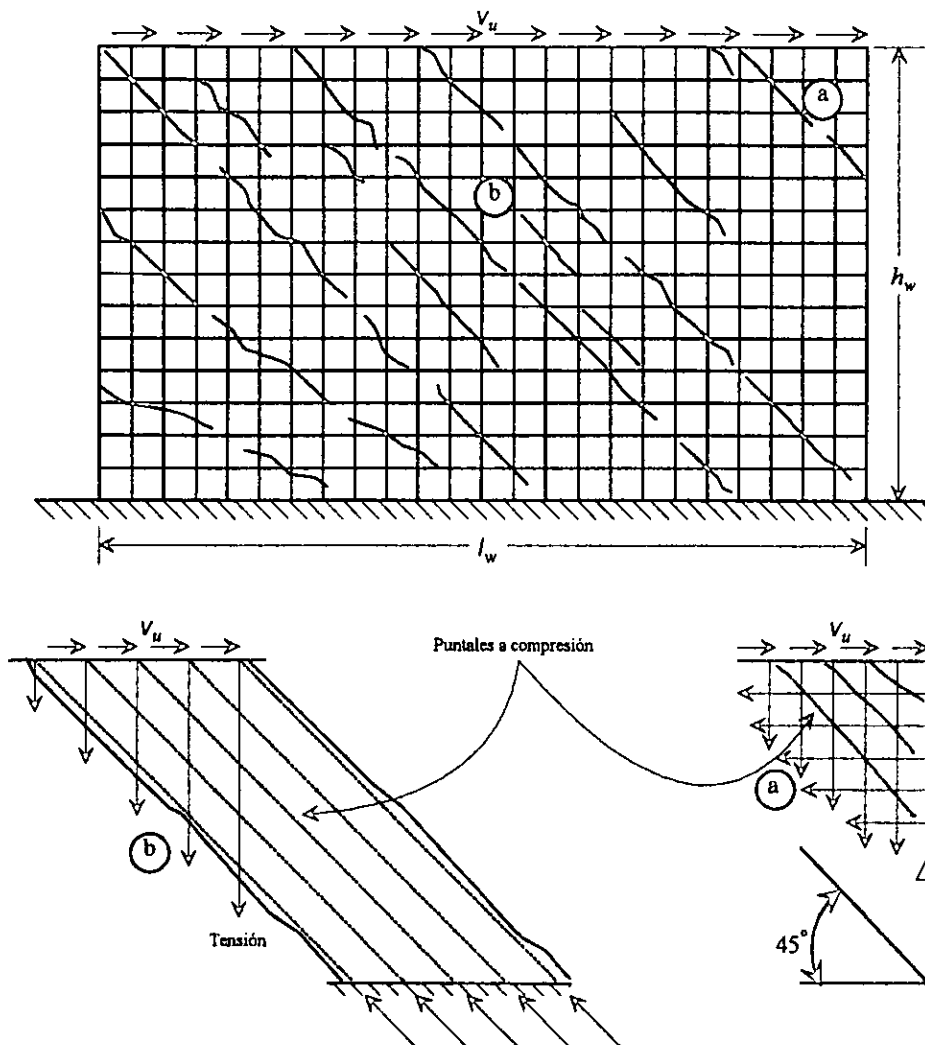 V_u
a
b
h_w
l_w
V_u
Puntales a compresión
V_u
a
b
Tensión
45°